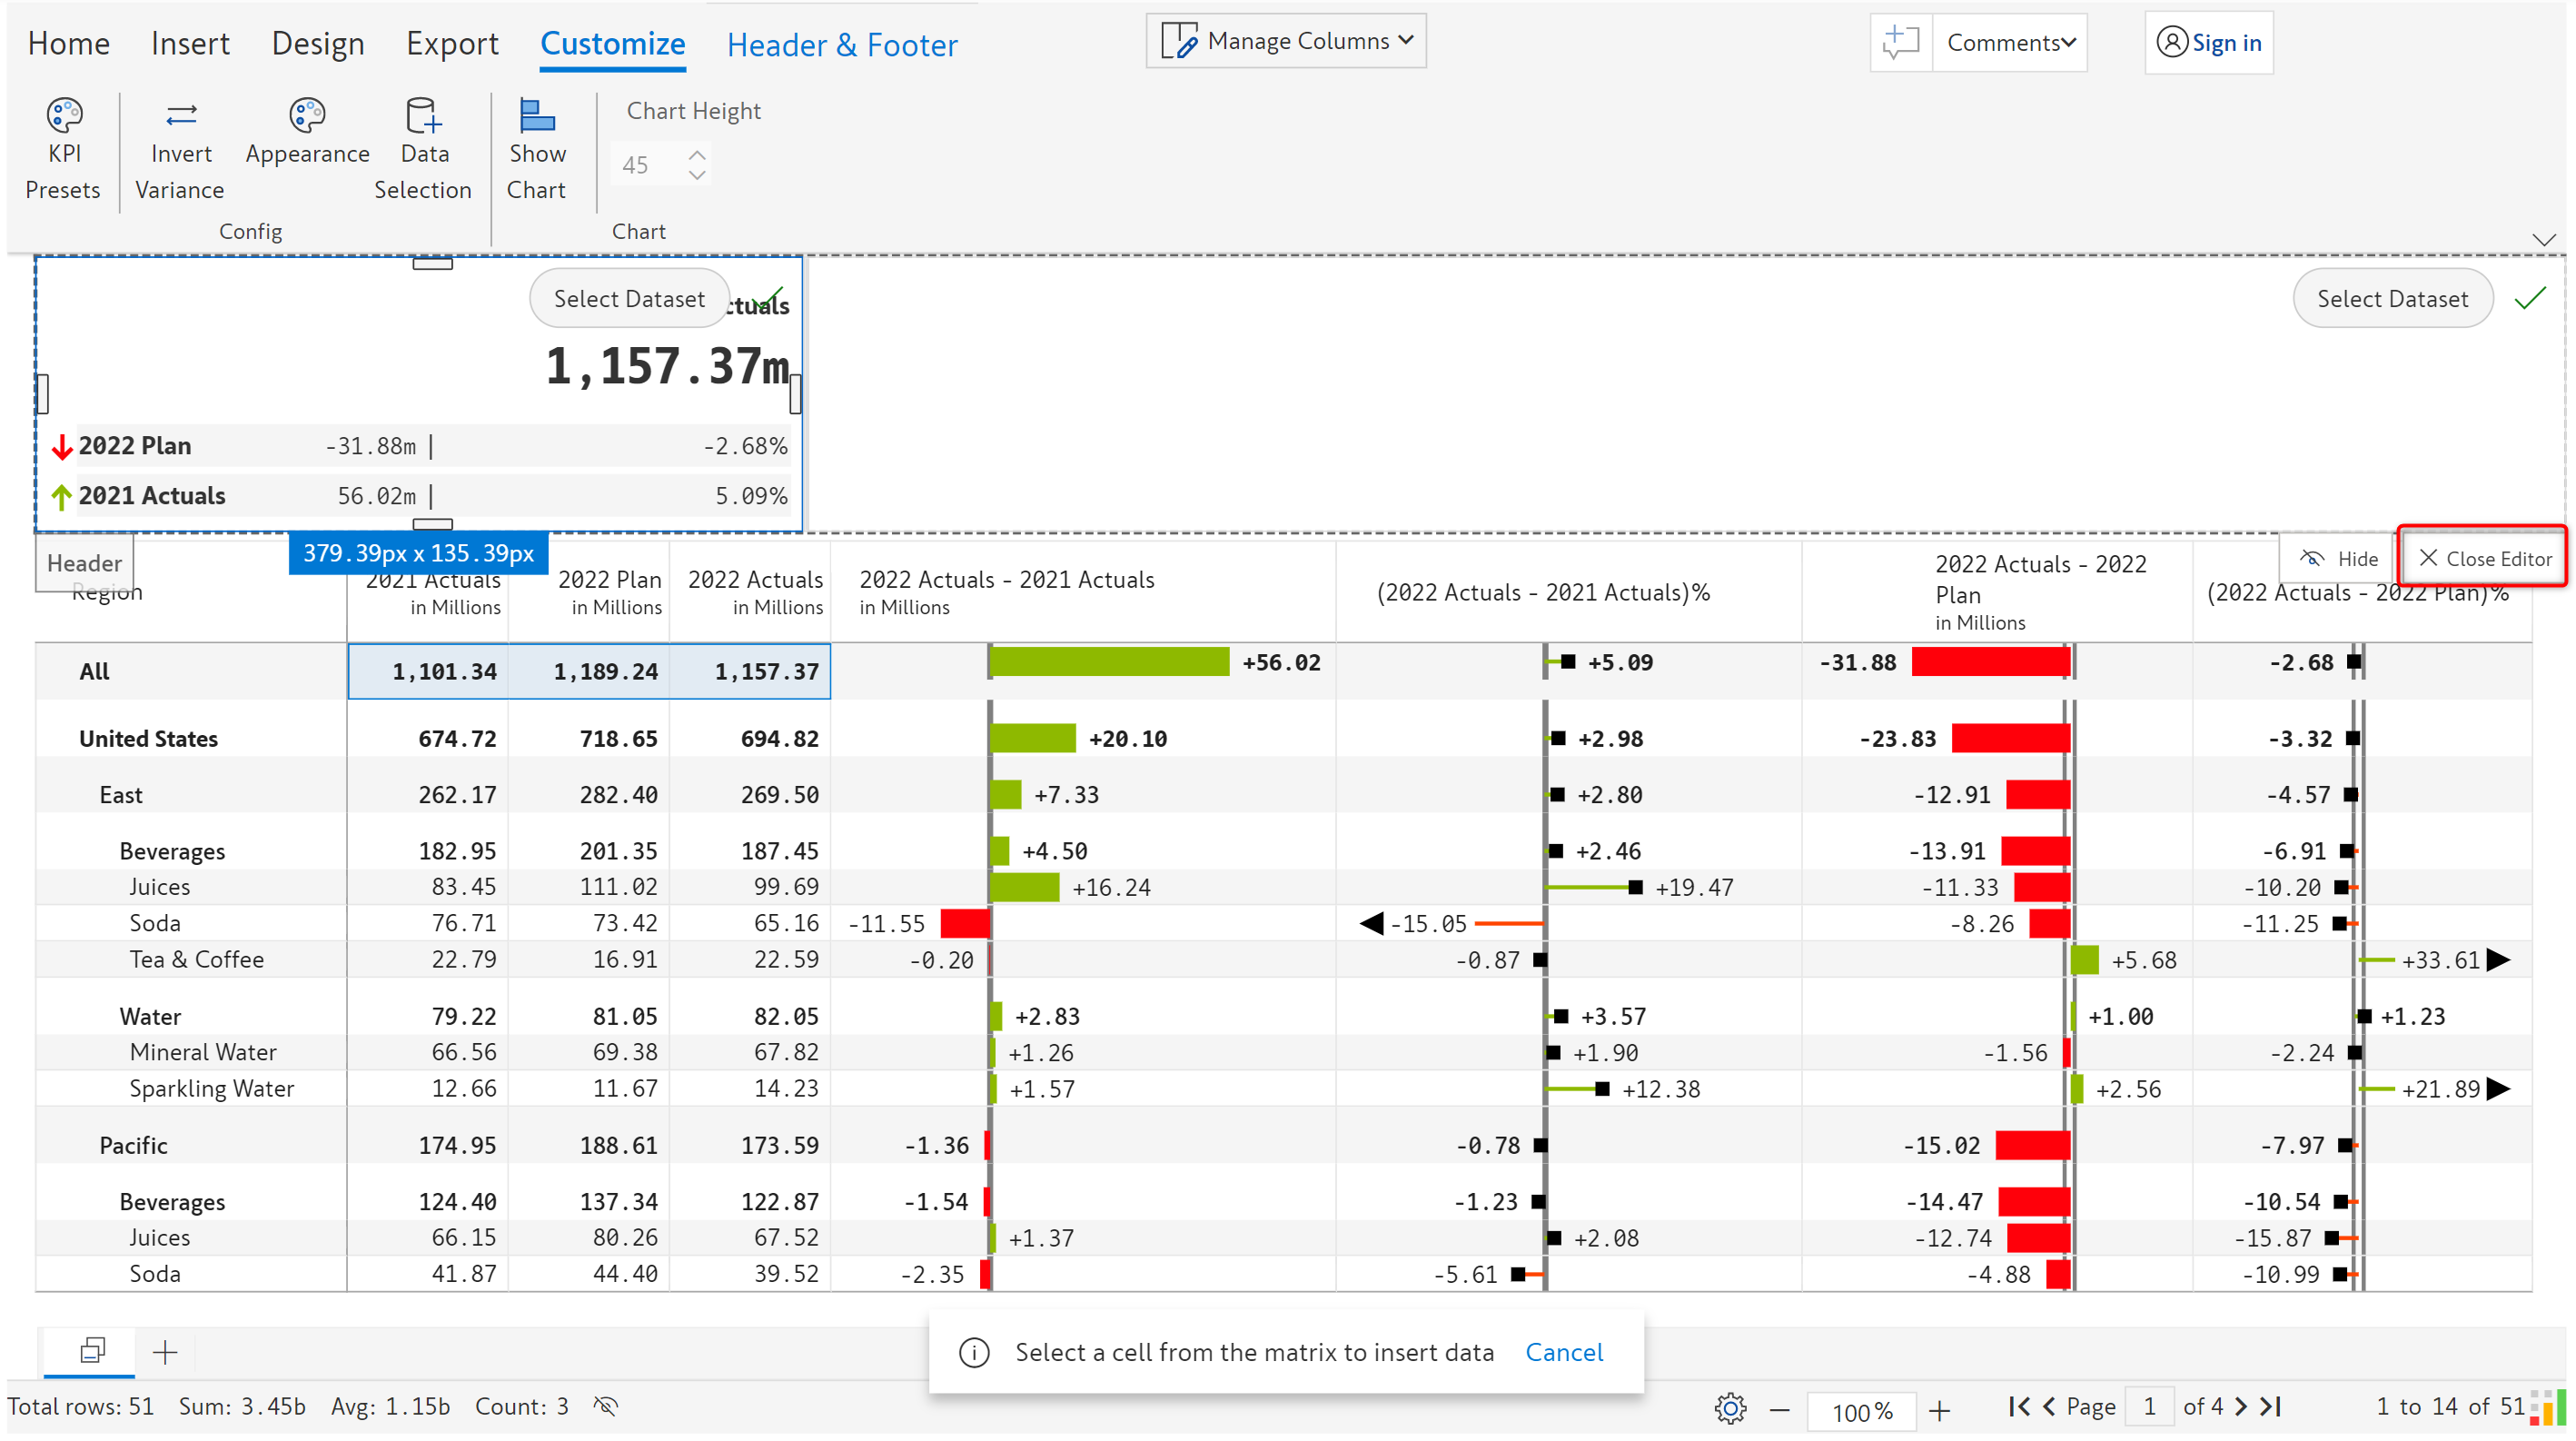 Home Insert Design Export Customize Header & Footer Manage Columns Comments Sign in
KPI Presets Invert Variance Appearance Data Selection Show Chart Chart Height
45
Config Chart
Select Dataset ctuals Select Dataset
1,157.37m
2022 Plan -31.88m | -2.68%
2021 Actuals 56.02m | 5.09%
Header 379.39px x 135.39px Hide Close Editor
Region 2021 Actuals in Millions 2022 Plan in Millions 2022 Actuals in Millions 2022 Actuals - 2021 Actuals in Millions (2022 Actuals - 2021 Actuals)% 2022 Actuals - 2022 Plan in Millions (2022 Actuals - 2022 Plan)%
All 1,101.34 1,189.24 1,157.37 +56.02 +5.09 -31.88 -2.68
United States 674.72 718.65 694.82 +20.10 +2.98 -23.83 -3.32
East 262.17 282.40 269.50 +7.33 +2.80 -12.91 -4.57
Beverages 182.95 201.35 187.45 +4.50 +2.46 -13.91 -6.91
Juices 83.45 111.02 99.69 +16.24 +19.47 -11.33 -10.20
Soda 76.71 73.42 65.16 -11.55 -15.05 -8.26 -11.25
Tea & Coffee 22.79 16.91 22.59 -0.20 -0.87 +5.68 +33.61
Water 79.22 81.05 82.05 +2.83 +3.57 +1.00 +1.23
Mineral Water 66.56 69.38 67.82 +1.26 +1.90 -1.56 -2.24
Sparkling Water 12.66 11.67 14.23 +1.57 +12.38 +2.56 +21.89
Pacific 174.95 188.61 173.59 -1.36 -0.78 -15.02 -7.97
Beverages 124.40 137.34 122.87 -1.54 -1.23 -14.47 -10.54
Juices 66.15 80.26 67.52 +1.37 +2.08 -12.74 -15.87
Soda 41.87 44.40 39.52 -2.35 -5.61 -4.88 -10.99
Select a cell from the matrix to insert data Cancel
Total rows: 51 Sum: 3.45b Avg: 1.15b Count: 3 100% Page 1 of 4 1 to 14 of 51